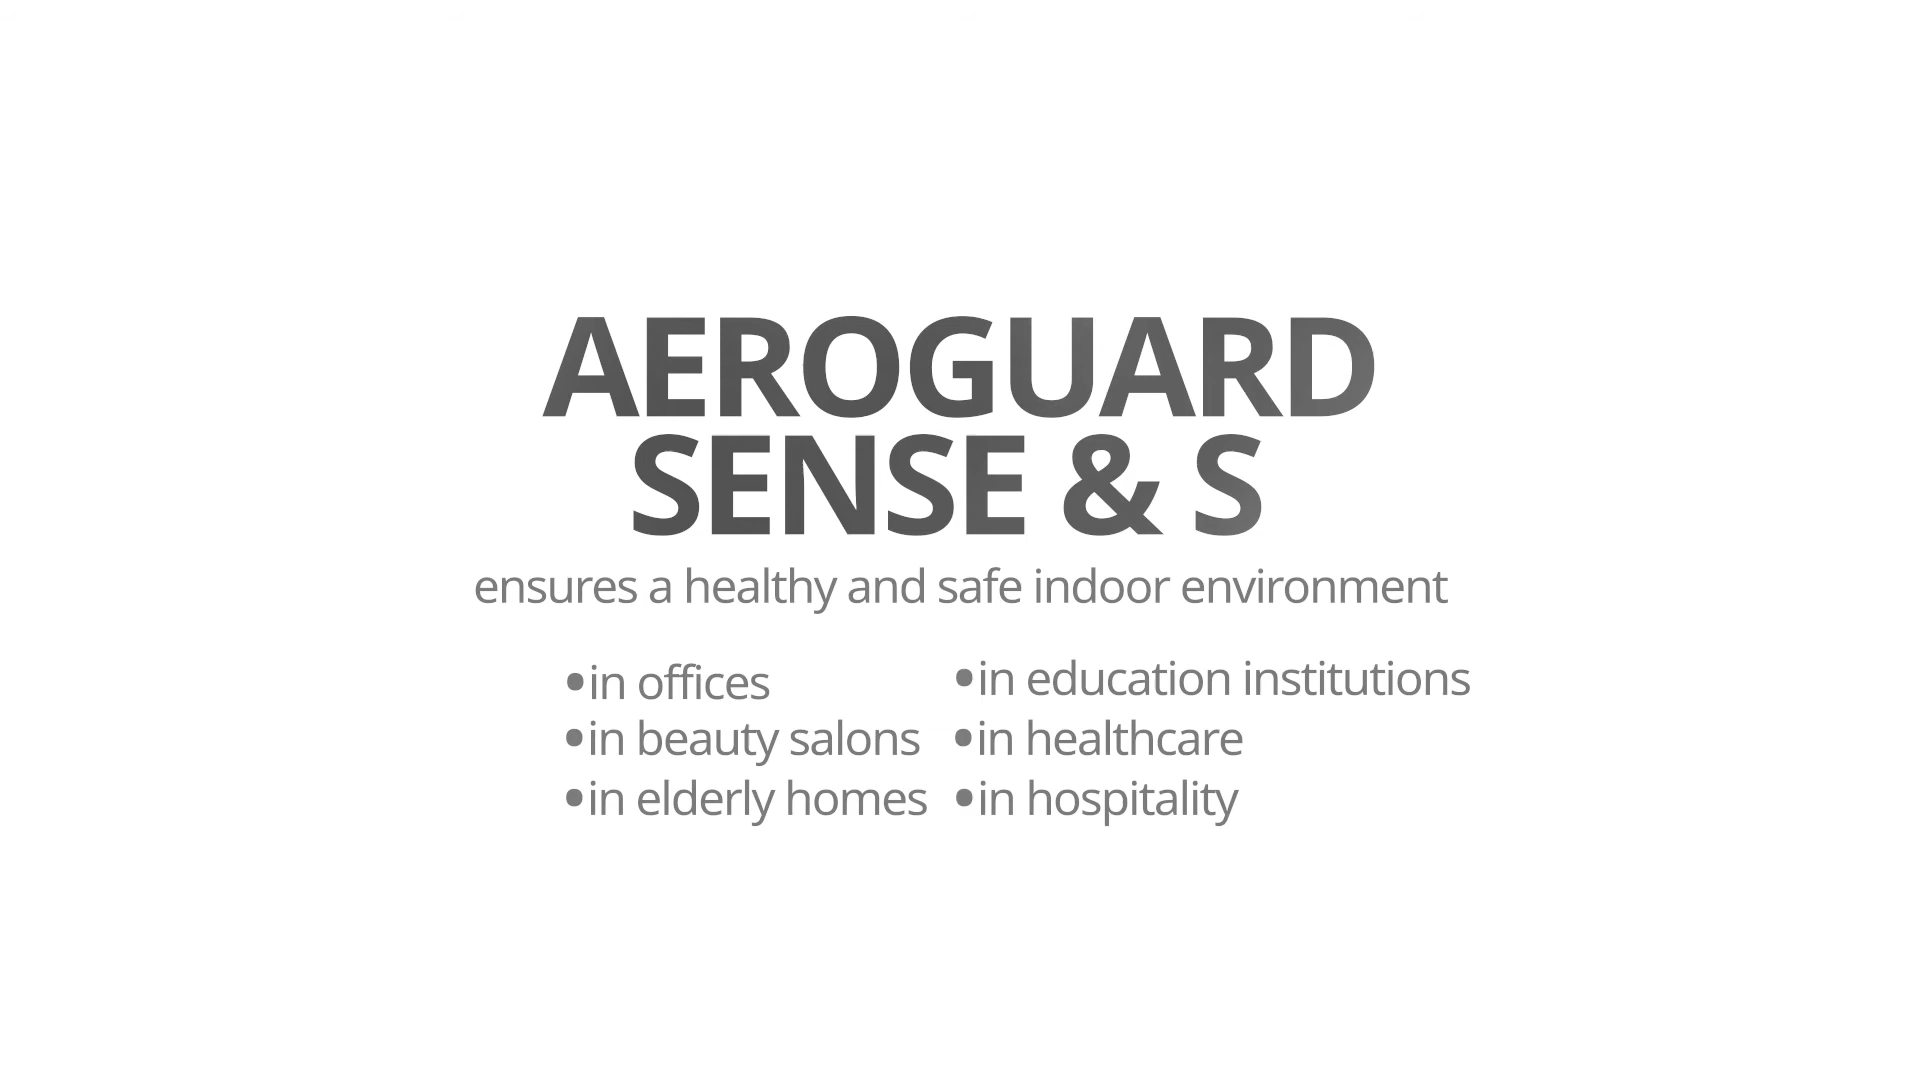 AEROGUARD
SENSE & S
ensures a healthy and safe indoor environment
•in offices
•in beauty salons
•in elderly homes
•in education institutions
•in healthcare
•in hospitality